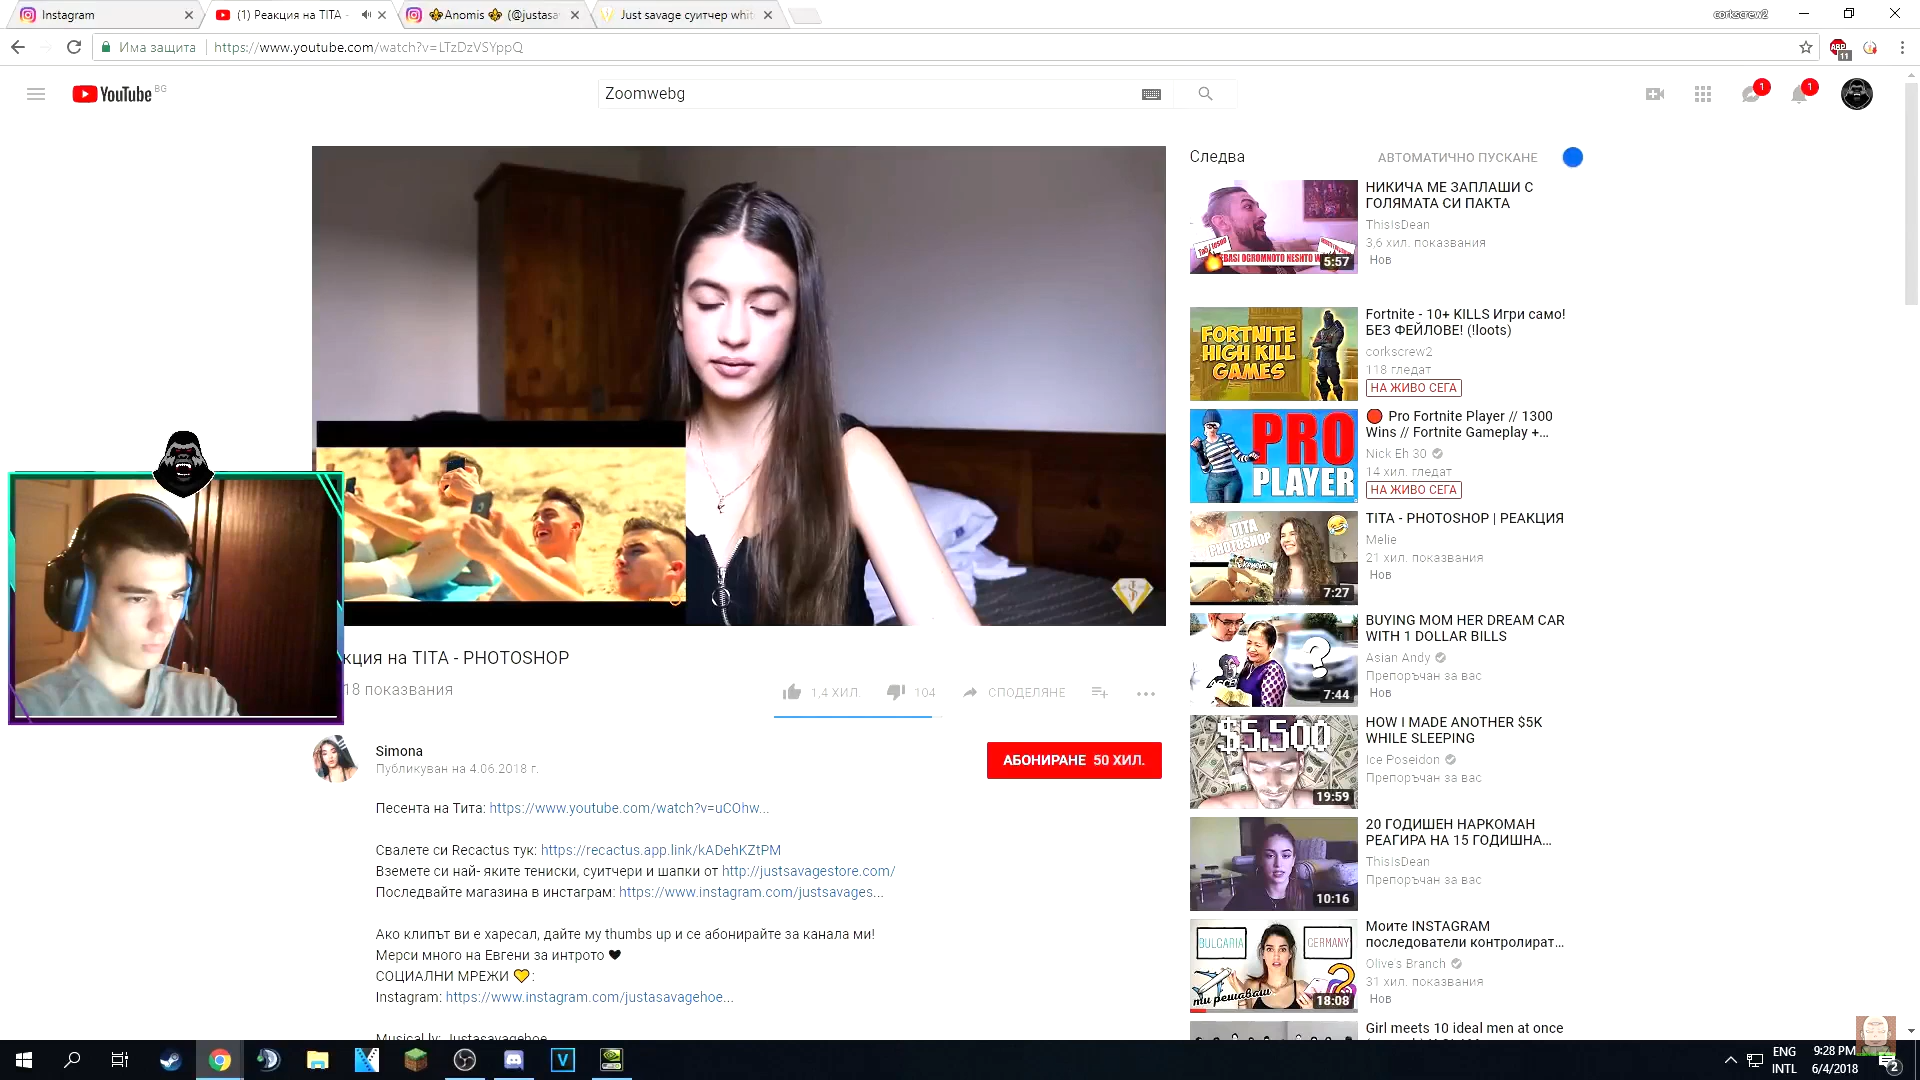 Instagram
(1) Реакция на TITA -
Anomis
(@justasa
Just savage суитчер whit
corkscrew2
Има защита
https://www.youtube.com/watch?v=LTzDzVSYppQ
ABP
11
YouTube BG
Zoomwebg
1
1
кция на TITA - PHOTOSHOP
18 показвания
1,4 ХИЛ.
104
СПОДЕЛЯНЕ
Simona
Публикуван на 4.06.2018 г.
АБОНИРАНЕ 50 ХИЛ.
Песента на Тита: https://www.youtube.com/watch?v=uCOhw...
Свалете си Recactus тук: https://recactus.app.link/kADehKZtPM
Вземете си най- яките тениски, суитчери и шапки от http://justsavagestore.com/
Последвайте магазина в инстаграм: https://www.instagram.com/justsavages...
Ако клипът ви е харесал, дайте му thumbs up и се абонирайте за канала ми!
Мерси много на Евгени за интрото 🖤
СОЦИАЛНИ МРЕЖИ 💛:
Instagram: https://www.instagram.com/justasavagehoe...
Musical.ly: Justasavagehoe
Следва
АВТОМАТИЧНО ПУСКАНЕ
5:57
НИКИЧА МЕ ЗАПЛАШИ С
ГОЛЯМАТА СИ ПАКТА
ThisIsDean
3,6 хил. показвания
Нов
FORTNITE
HIGH KILL
GAMES
Fortnite - 10+ KILLS Игри само!
БЕЗ ФЕЙЛОВЕ! (!loots)
corkscrew2
118 гледат
НА ЖИВО СЕГА
PRO
PLAYER
🔴 Pro Fortnite Player // 1300
Wins // Fortnite Gameplay +...
Nick Eh 30
14 хил. гледат
НА ЖИВО СЕГА
TITA
PHOTOSHOP
7:27
TITA - PHOTOSHOP | РЕАКЦИЯ
Melie
21 хил. показвания
Нов
?
7:44
BUYING MOM HER DREAM CAR
WITH 1 DOLLAR BILLS
Asian Andy
Препоръчан за вас
Нов
$5,500
19:59
HOW I MADE ANOTHER $5K
WHILE SLEEPING
Ice Poseidon
Препоръчан за вас
10:16
20 ГОДИШЕН НАРКОМАН
РЕАГИРА НА 15 ГОДИШНА...
ThisIsDean
Препоръчан за вас
BULGARIA
GERMANY
ти решаваш
18:08
Моите INSTAGRAM
последователи контролират...
Olive's Branch
31 хил. показвания
Нов
Girl meets 10 ideal men at once
ENG
INTL
9:28 PM
6/4/2018
2